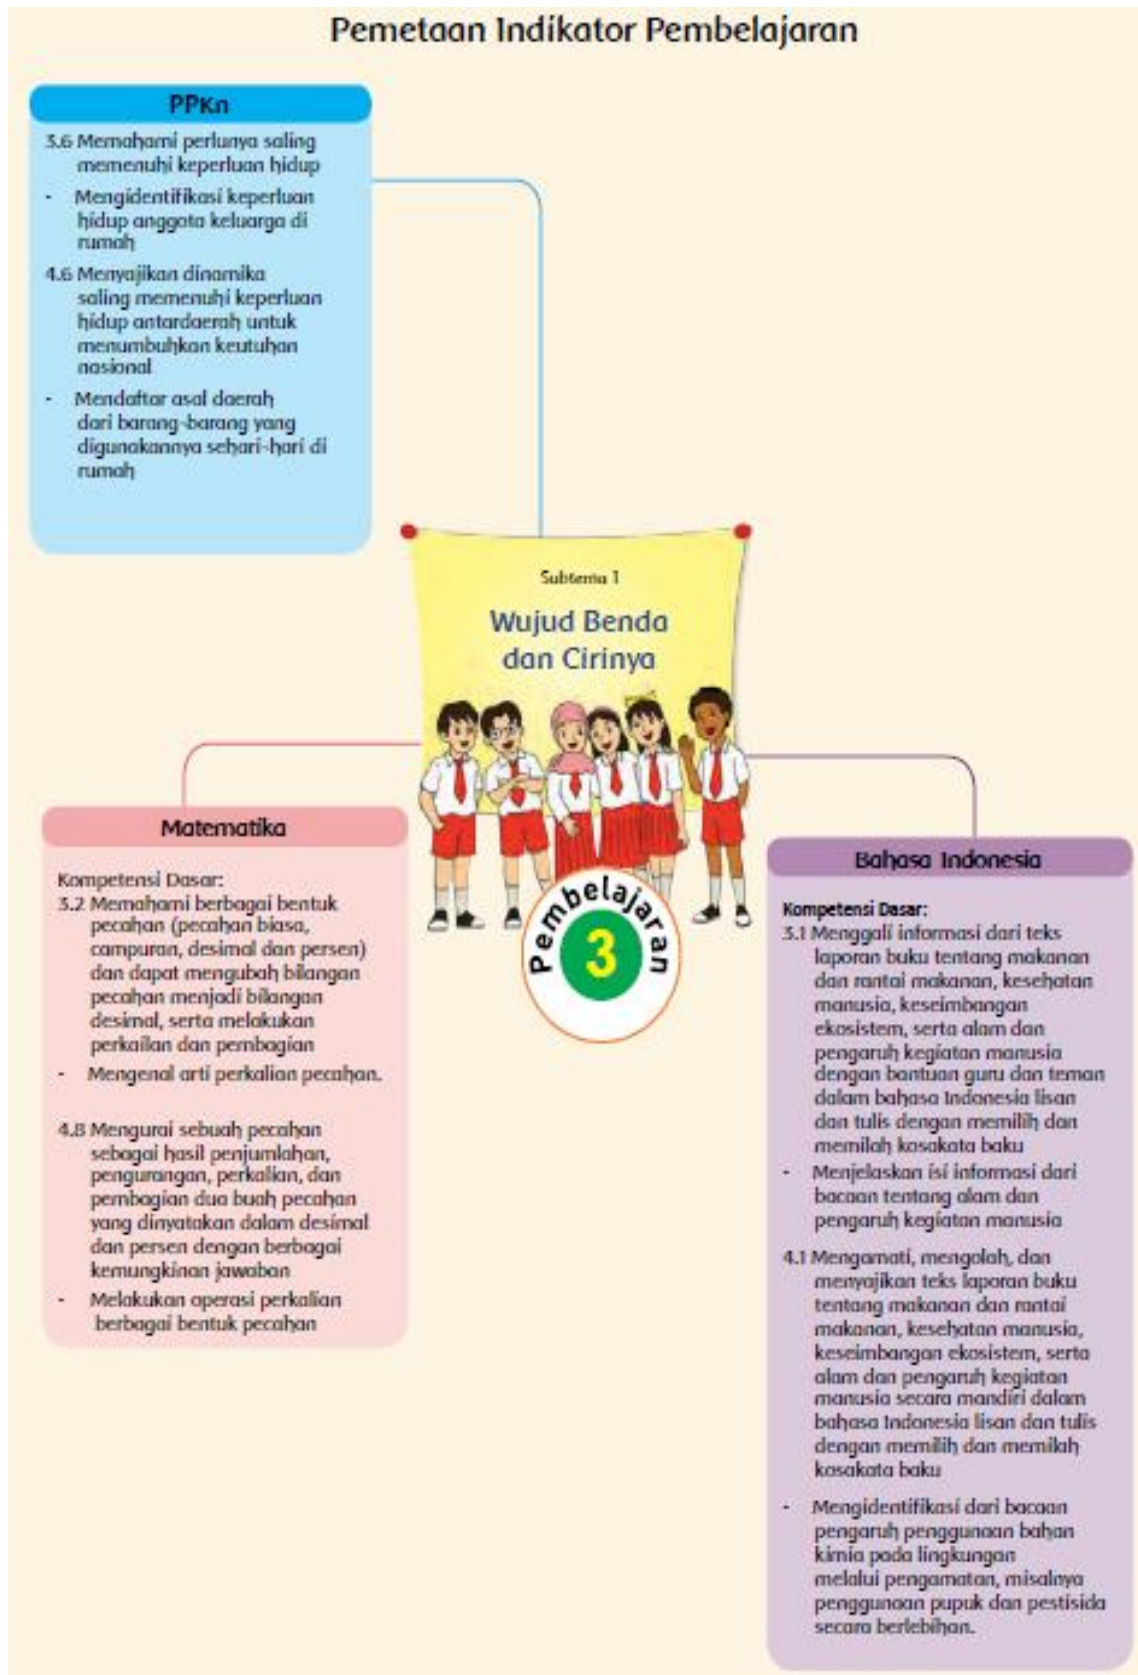 Pemetaan Indikator Pembelajaran
PPKn
3.6 Memahami perlunya saling
memenuhi keperluan hidup
- Mengidentifikasi keperluan
hidup anggota keluarga di
rumah
4.6 Menyajikan dinamika
saling memenuhi keperluan
hidup antardaerah untuk
menumbuhkan keutuhan
nasional
- Mendaftar asal daerah
dari barang-barang yang
digunakannya sehari-hari di
rumah
Subtema 1
Wujud Benda
dan Cirinya
Pembelajaran
3
Matematika
Kompetensi Dasar:
3.2 Memahami berbagai bentuk
pecahan (pecahan biasa,
campuran, desimal dan persen)
dan dapat mengubah bilangan
pecahan menjadi bilangan
desimal, serta melakukan
perkailan dan pembagian
- Mengenal arti perkalian pecahan.
4.8 Mengurai sebuah pecahan
sebagai hasil penjumlahan,
pengurangan, perkalian, dan
pembagian dua buah pecahan
yang dinyatakan dalam desimal
dan persen dengan berbagai
kemungkinan jawaban
- Melakukan operasi perkalian
berbagai bentuk pecahan
Bahasa Indonesia
Kompetensi Dasar:
3.1 Menggali informasi dari teks
laporan buku tentang makanan
dan rantai makanan, kesehatan
manusia, keseimbangan
ekosistem, serta alam dan
pengaruh kegiatan manusia
dengan bantuan guru dan teman
dalam bahasa Indonesia lisan
dan tulis dengan memilih dan
memilah kosakata baku
- Menjelaskan isi informasi dari
bacaan tentang alam dan
pengaruh kegiatan manusia
4.1 Mengamati, mengolah, dan
menyajikan teks laporan buku
tentang makanan dan rantai
makanan, kesehatan manusia,
keseimbangan ekosistem, serta
alam dan pengaruh kegiatan
manusia secara mandiri dalam
bahasa Indonesia lisan dan tulis
dengan memilih dan memilah
kosakata baku
- Mengidentifikasi dari bacaan
pengaruh penggunaan bahan
kimia pada lingkungan
melalui pengamatan, misalnya
penggunaan pupuk dan pestisida
secara berlebihan.